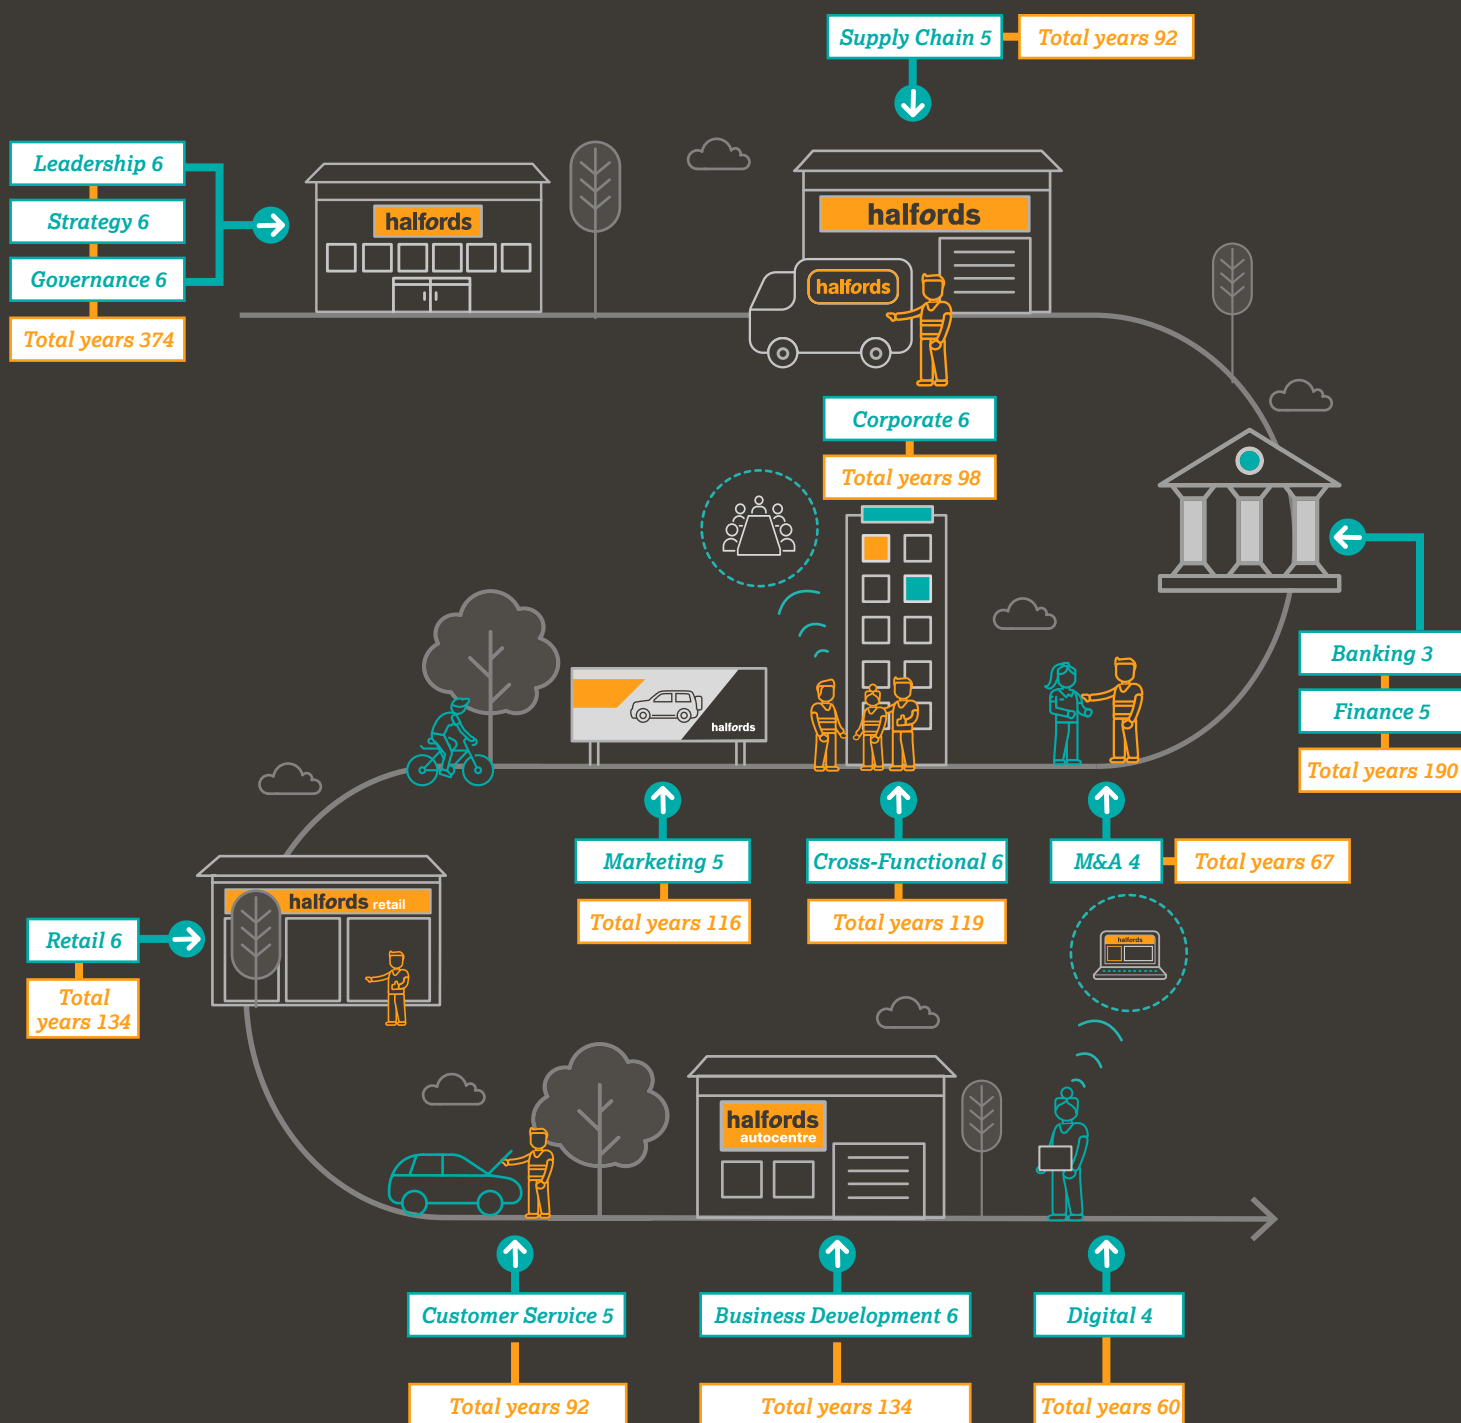 Supply Chain 5
Total years 92
Leadership 6
Strategy 6
Governance 6
Total years 374
halfords
halfords
halfords
Corporate 6
Total years 98
Banking 3
Finance 5
Total years 190
halfords
Marketing 5
Total years 116
Cross-Functional 6
Total years 119
M&A 4
Total years 67
halfords retail
Retail 6
Total
years 134
halfords
halfords
autocentre
Customer Service 5
Total years 92
Business Development 6
Total years 134
Digital 4
Total years 60